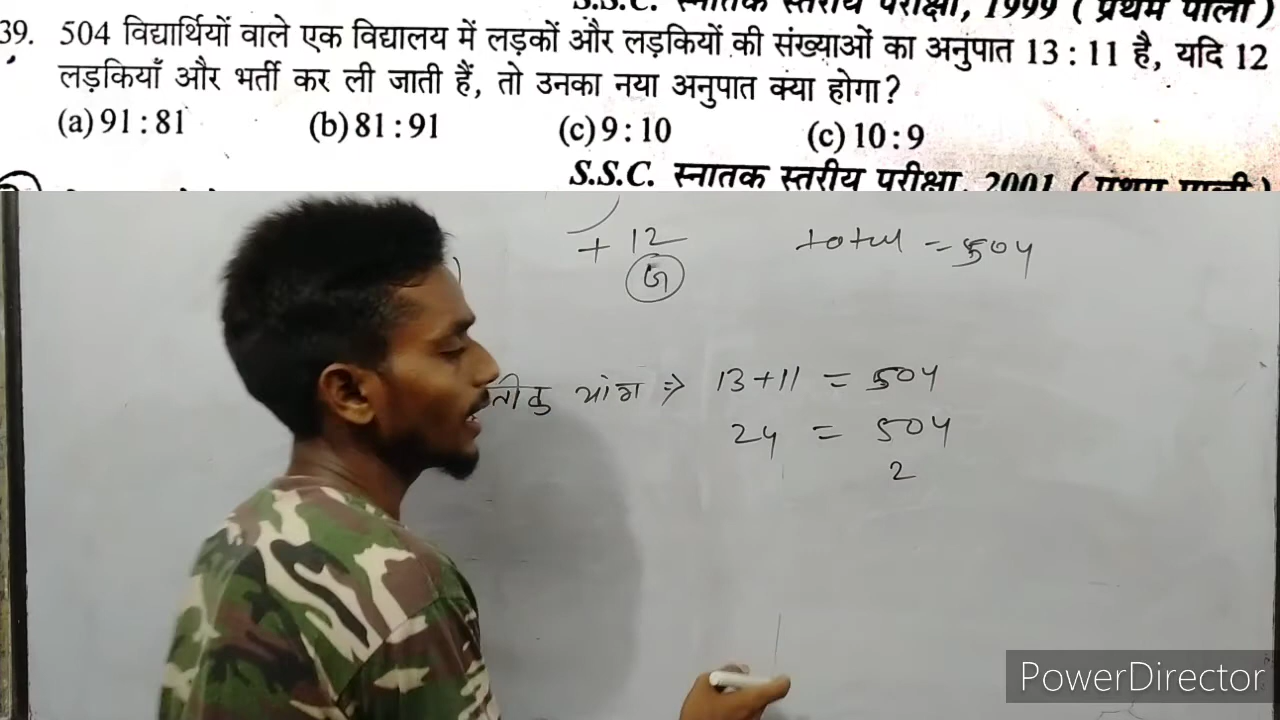 S.S.C. स्नातक स्तरीय परीक्षा, 1999 ( प्रथम पाली )
39. 504 विद्यार्थियों वाले एक विद्यालय में लड़कों और लड़कियों की संख्याओं का अनुपात 13 : 11 है, यदि 12
लड़कियाँ और भर्ती कर ली जाती हैं, तो उनका नया अनुपात क्या होगा?
(a) 91 : 81 (b) 81 : 91 (c) 9 : 10 (c) 10 : 9
S.S.C. स्नातक स्तरीय परीक्षा, 2001 ( प्रथम पाली )
+ 12 total = 504
13 + 11 = 504
24 = 504
2
PowerDirector